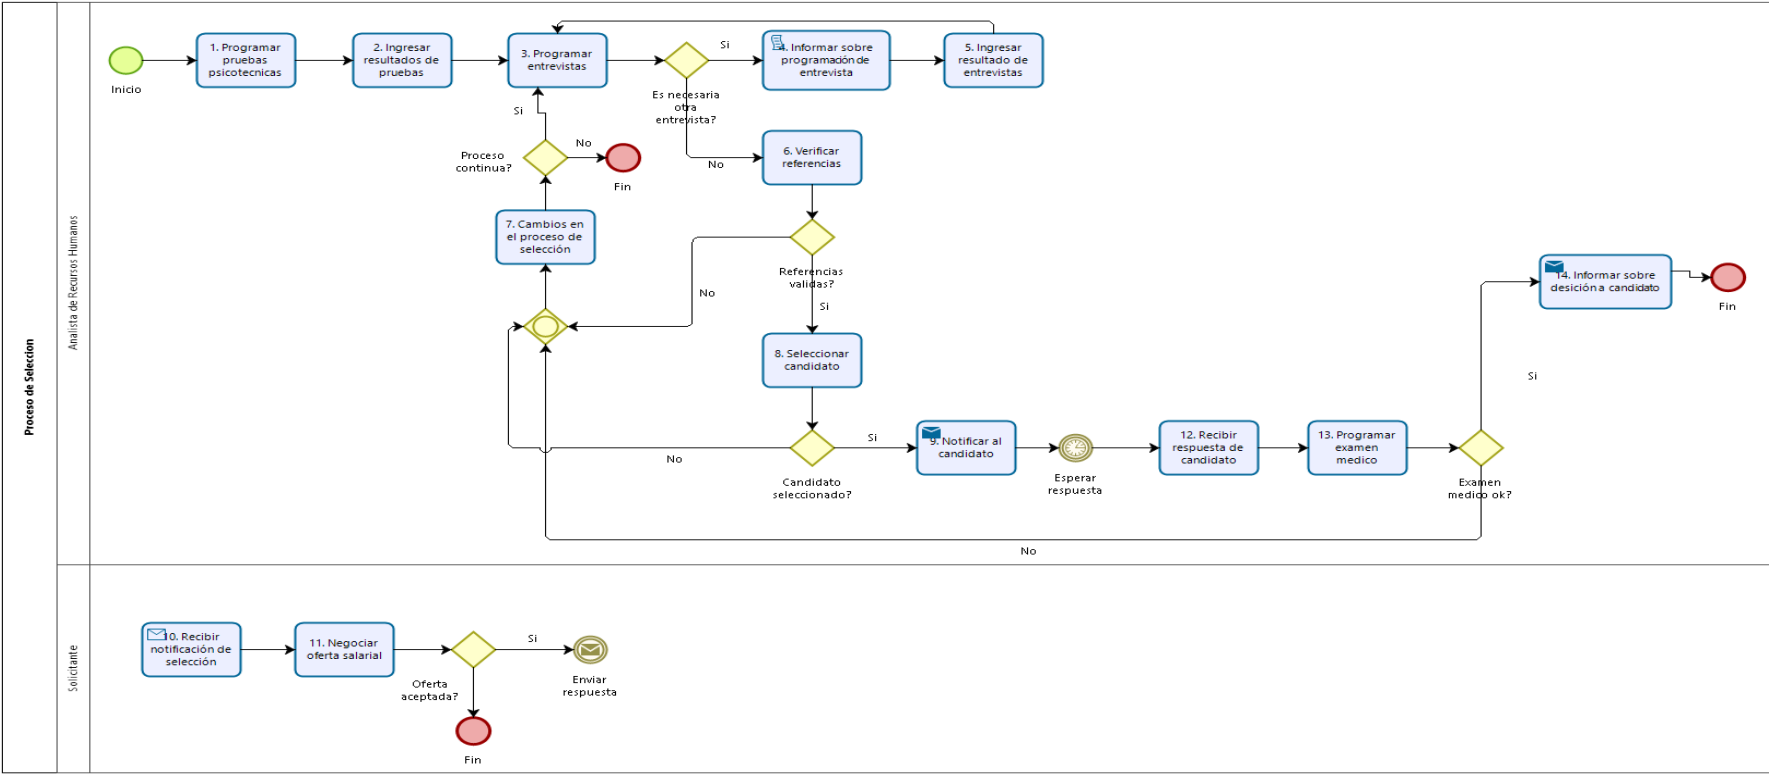 Proceso de Seleccion
Analista de Recursos Humanos
Inicio
1. Programar
pruebas
psicotecnicas
2. Ingresar
resultados de
pruebas
3. Programar
entrevistas
Es necesaria
otra
entrevista?
Si
No
4. Informar sobre
programación de
entrevista
5. Ingresar
resultado de
entrevistas
Si
Proceso
continua?
No
Fin
6. Verificar
referencias
7. Cambios en
el proceso de
selección
Referencias
validas?
No
Si
8. Seleccionar
candidato
Candidato
seleccionado?
No
Si
9. Notificar al
candidato
Esperar
respuesta
12. Recibir
respuesta de
candidato
13. Programar
examen
medico
Examen
medico ok?
Si
No
14. Informar sobre
desición a candidato
Fin
Solicitante
10. Recibir
notificación de
selección
11. Negociar
oferta salarial
Oferta
aceptada?
Si
Enviar
respuesta
Fin